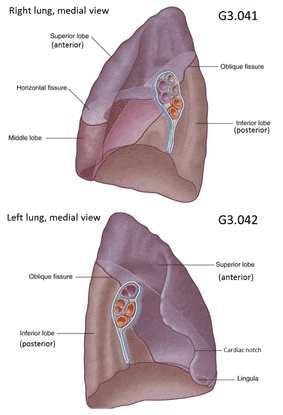 Right lung, medial view
G3.041
Superior lobe
(anterior)
Oblique fissure
Horizontal fissure
Inferior lobe
(posterior)
Middle lobe
Left lung, medial view
G3.042
Superior lobe
(anterior)
Oblique fissure
Inferior lobe
(posterior)
Cardiac notch
Lingula